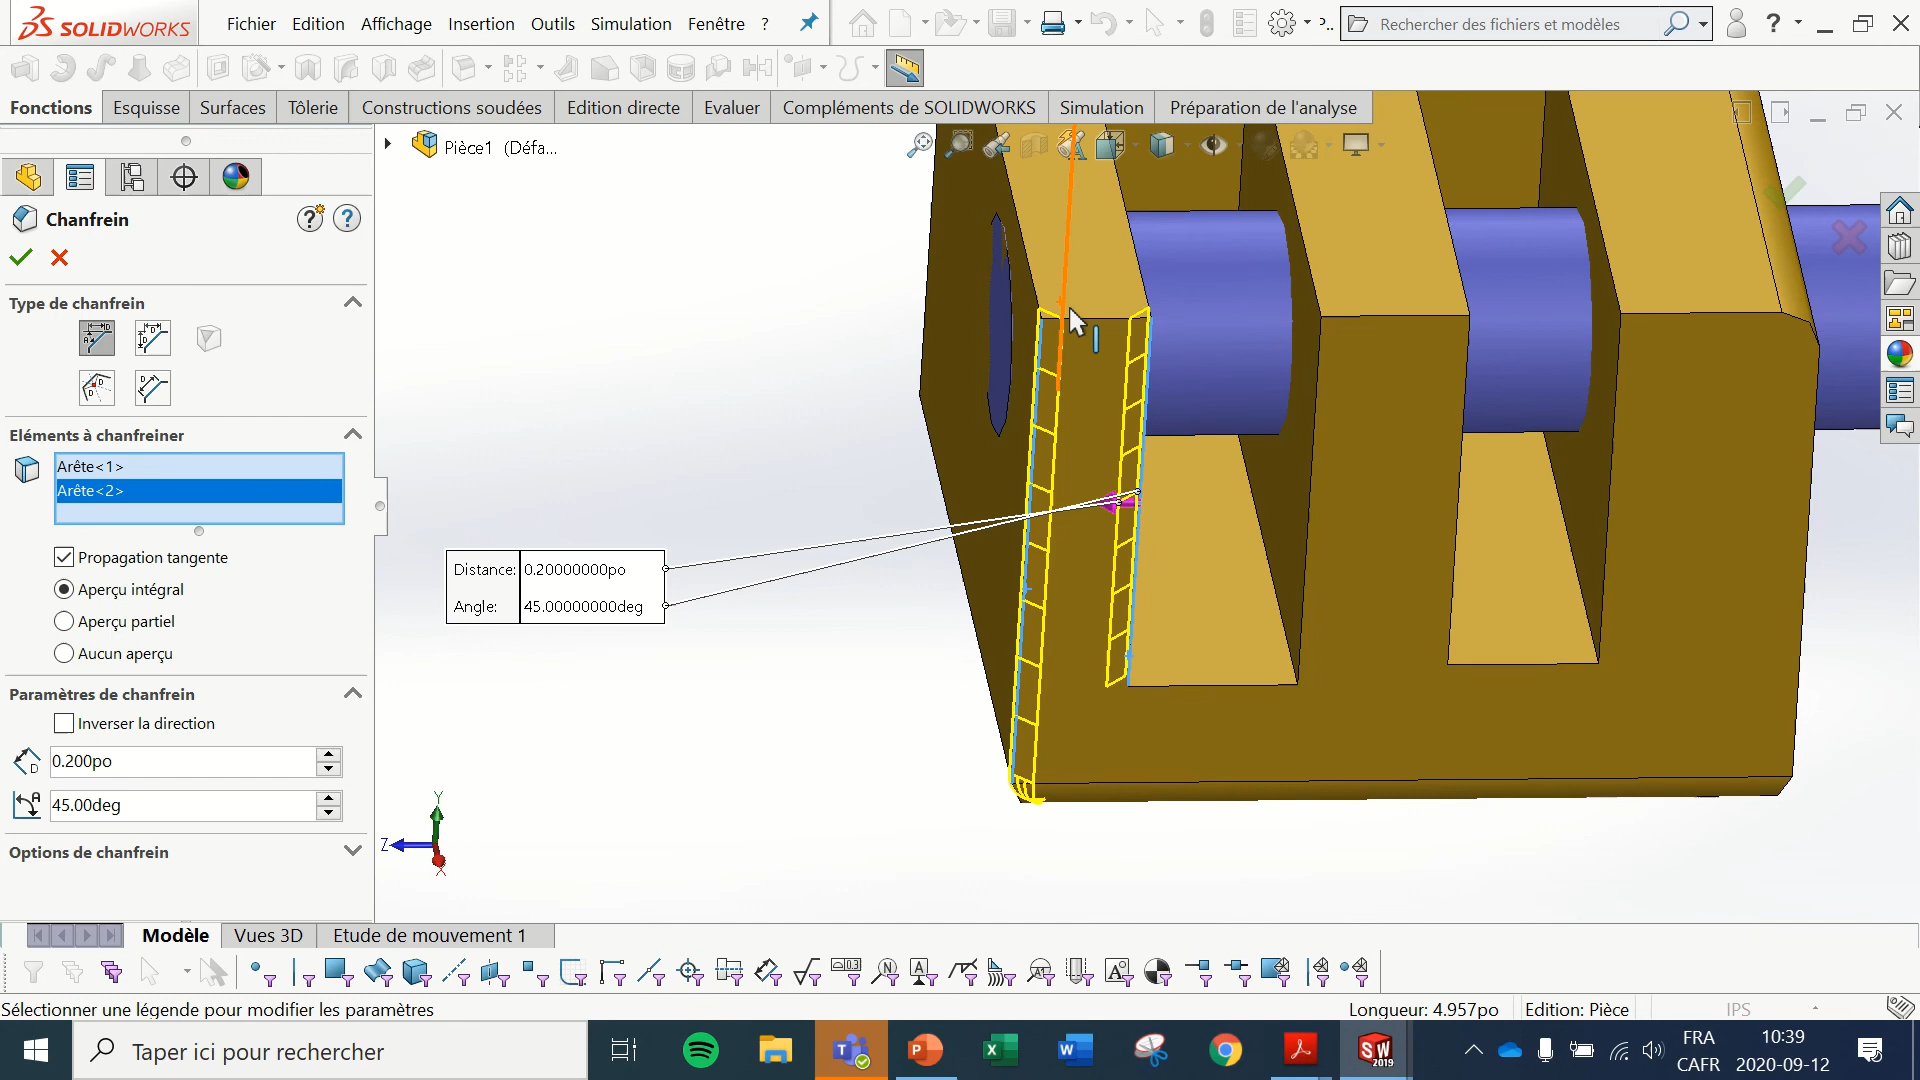 SOLIDWORKS Fichier Edition Affichage Insertion Outils Simulation Fenêtre ? ?.. Rechercher des fichiers et modèles ?
Fonctions Esquisse Surfaces Tôlerie Constructions soudées Edition directe Evaluer Compléments de SOLIDWORKS Simulation Préparation de l'analyse
Pièce1 (Défa...
Chanfrein
Type de chanfrein
Eléments à chanfreiner
Arête<1>
Arête<2>
Propagation tangente
Aperçu intégral
Aperçu partiel
Aucun aperçu
Paramètres de chanfrein
Inverser la direction
0.200po
45.00deg
Options de chanfrein
Distance: 0.20000000po
Angle: 45.00000000deg
Y
Z
X
Modèle Vues 3D Etude de mouvement 1
Sélectionner une légende pour modifier les paramètres Longueur: 4.957po Edition: Pièce IPS
Taper ici pour rechercher
FRA 10:39
CAFR 2020-09-12